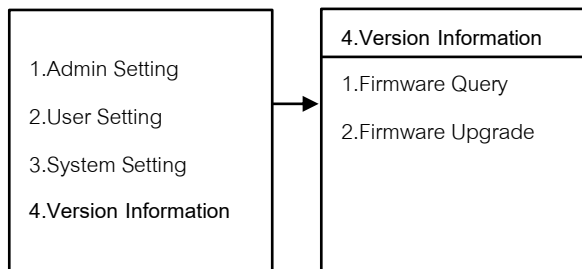 1.Admin Setting
2.User Setting
3.System Setting
4.Version Information
4.Version Information
1.Firmware Query
2.Firmware Upgrade